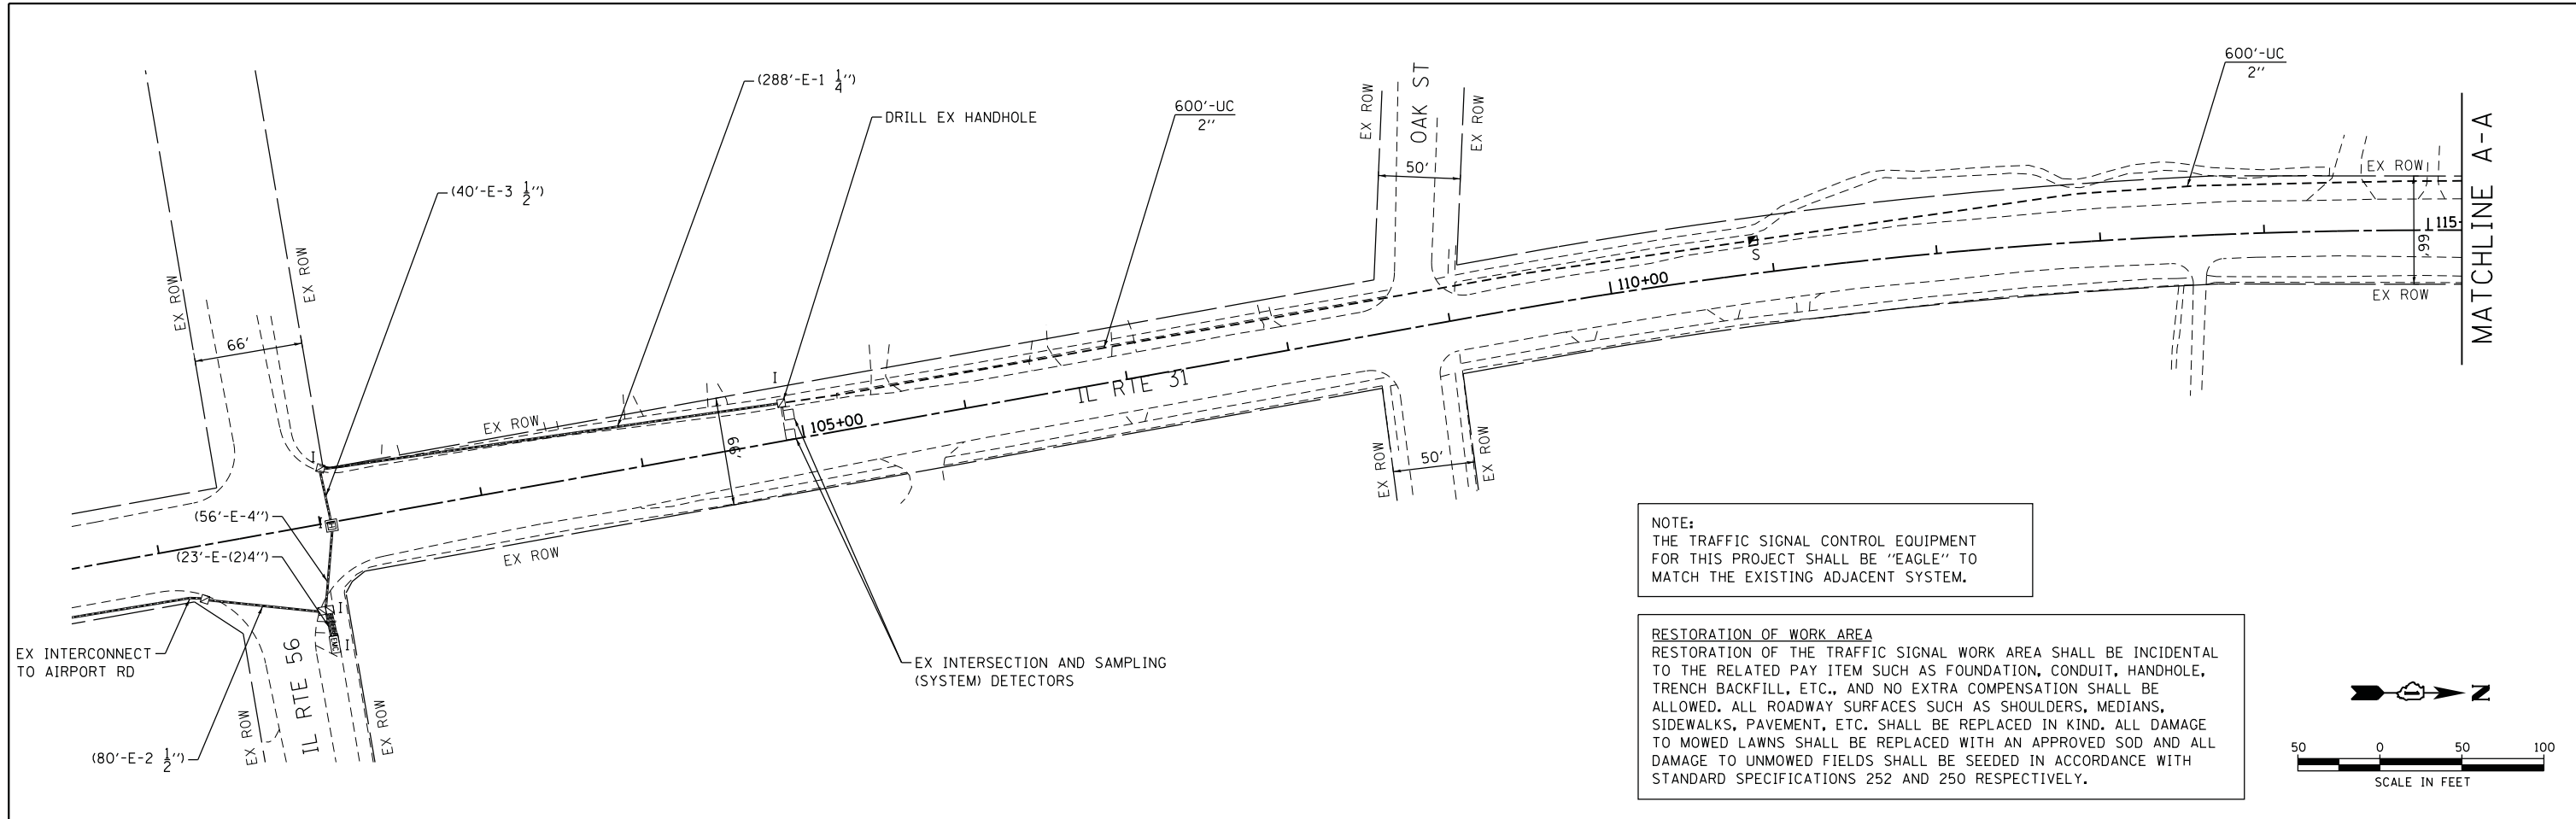 600'-UC
2"
(288'-E-1 1/4")
DRILL EX HANDHOLE
600'-UC
2"
EX ROW
OAK ST
EX ROW
50'
EX ROW
66'
115
MATCHLINE A-A
EX ROW
(40'-E-3 1/2")
EX ROW
EX ROW
66'
S
110+00
I
IL RTE 31
EX ROW
105+00
66'
I
EX ROW
50'
EX ROW
(56'-E-4")
I
(23'-E-(2)4")
EX ROW
I
I
EX INTERCONNECT
TO AIRPORT RD
IL RTE 56
EX ROW
EX ROW
(80'-E-2 1/2")
EX INTERSECTION AND SAMPLING
(SYSTEM) DETECTORS
NOTE:
THE TRAFFIC SIGNAL CONTROL EQUIPMENT
FOR THIS PROJECT SHALL BE "EAGLE" TO
MATCH THE EXISTING ADJACENT SYSTEM.
RESTORATION OF WORK AREA
RESTORATION OF THE TRAFFIC SIGNAL WORK AREA SHALL BE INCIDENTAL
TO THE RELATED PAY ITEM SUCH AS FOUNDATION, CONDUIT, HANDHOLE,
TRENCH BACKFILL, ETC., AND NO EXTRA COMPENSATION SHALL BE
ALLOWED. ALL ROADWAY SURFACES SUCH AS SHOULDERS, MEDIANS,
SIDEWALKS, PAVEMENT, ETC. SHALL BE REPLACED IN KIND. ALL DAMAGE
TO MOWED LAWNS SHALL BE REPLACED WITH AN APPROVED SOD AND ALL
DAMAGE TO UNMOWED FIELDS SHALL BE SEEDED IN ACCORDANCE WITH
STANDARD SPECIFICATIONS 252 AND 250 RESPECTIVELY.
N
50 0 50 100
SCALE IN FEET